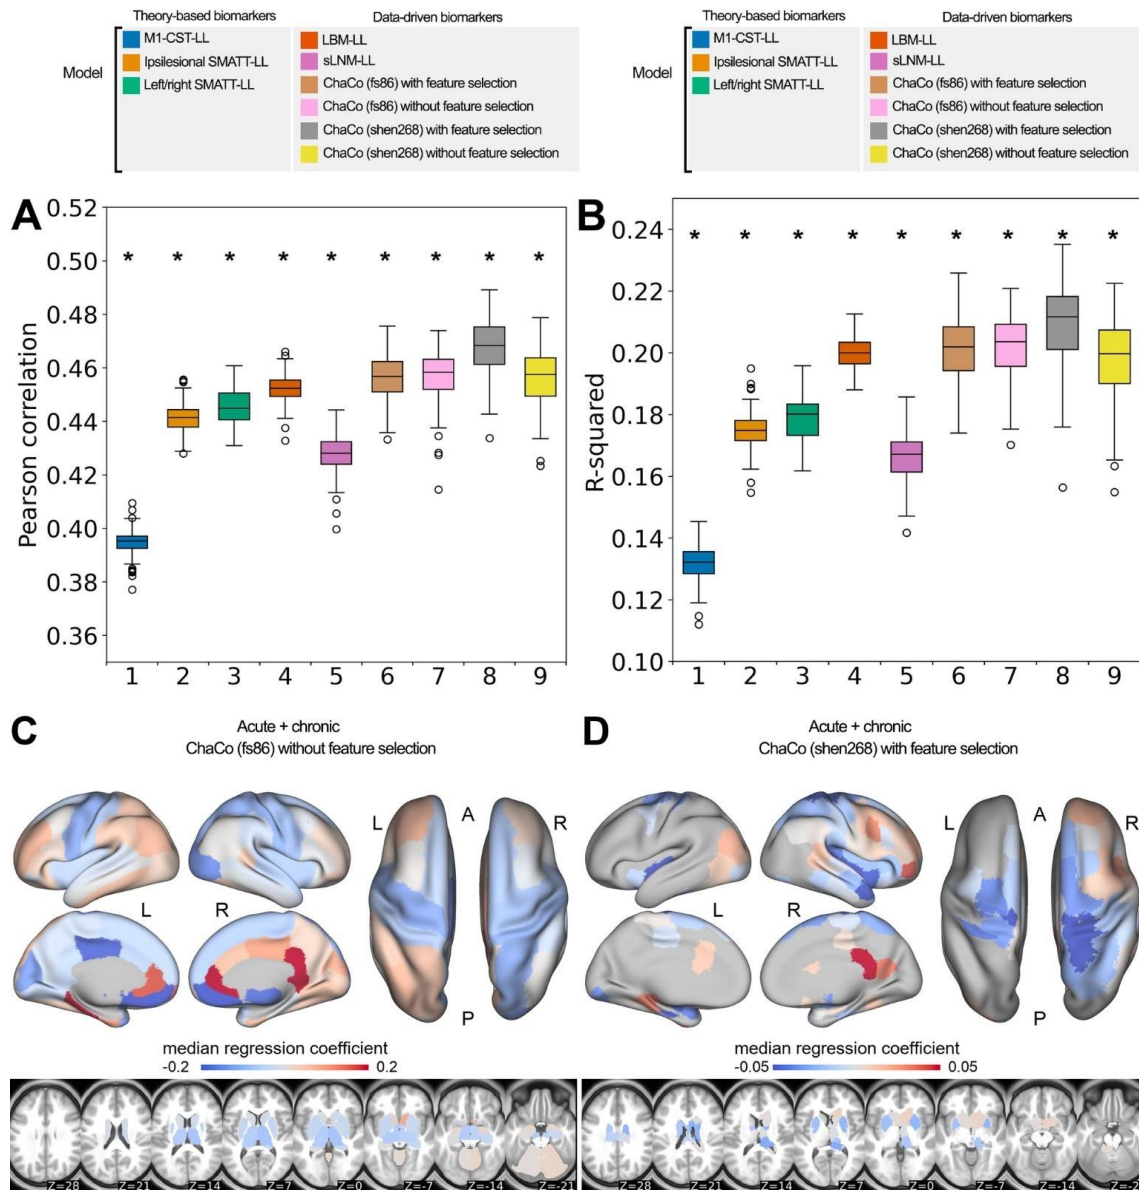 Theory-based biomarkers
Data-driven biomarkers
Model
M1-CST-LL
Ipsilesional SMATT-LL
Left/right SMATT-LL
LBM-LL
sLNM-LL
ChaCo (fs86) with feature selection
ChaCo (fs86) without feature selection
ChaCo (shen268) with feature selection
ChaCo (shen268) without feature selection
Theory-based biomarkers
Data-driven biomarkers
Model
M1-CST-LL
Ipsilesional SMATT-LL
Left/right SMATT-LL
LBM-LL
sLNM-LL
ChaCo (fs86) with feature selection
ChaCo (fs86) without feature selection
ChaCo (shen268) with feature selection
ChaCo (shen268) without feature selection
A
Pearson correlation
0.52
0.50
0.48
0.46
0.44
0.42
0.40
0.38
0.36
* * * * * * * * *
1 2 3 4 5 6 7 8 9
B
R-squared
0.24
0.22
0.20
0.18
0.16
0.14
0.12
0.10
* * * * * * * * *
1 2 3 4 5 6 7 8 9
C
Acute + chronic
ChaCo (fs86) without feature selection
L A R
L R
P
median regression coefficient
-0.2 0.2
Z=28 Z=21 Z=14 Z=7 Z=0 Z=-7 Z=-14 Z=-21
D
Acute + chronic
ChaCo (shen268) with feature selection
L A R
L R
P
median regression coefficient
-0.05 0.05
Z=28 Z=21 Z=14 Z=7 Z=0 Z=-7 Z=-14